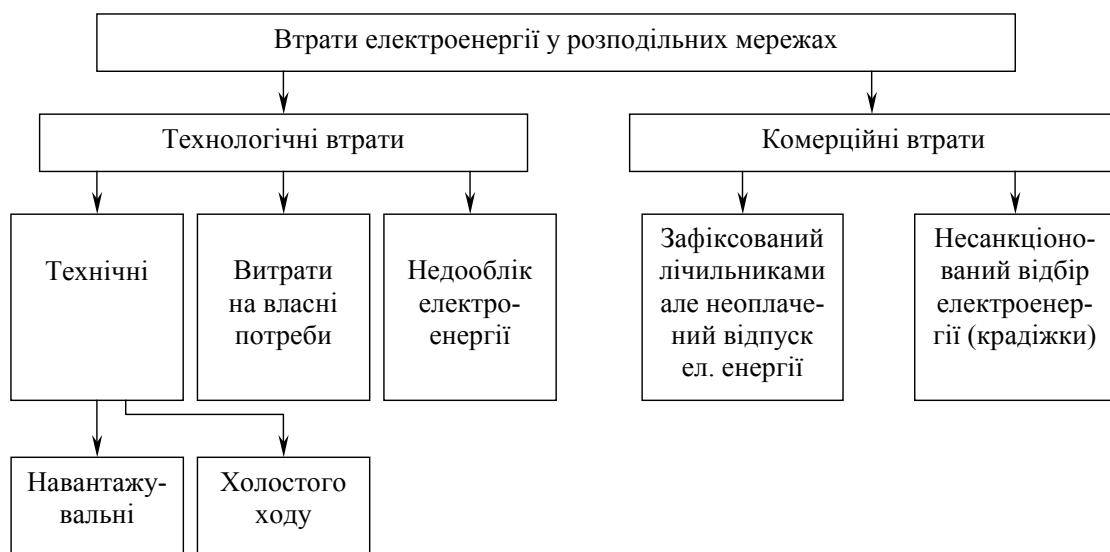 Втрати електроенергії у розподільних мережах
Технологічні втрати
Комерційні втрати
Технічні
Витрати
на власні
потреби
Недооблік
електро-
енергії
Зафіксований
лічильниками
але неоплаче-
ний відпуск
ел. енергії
Несанкціоно-
ований відбір
електроенер-
гії (крадіжки)
Навантажу-
вальні
Холостого
ходу